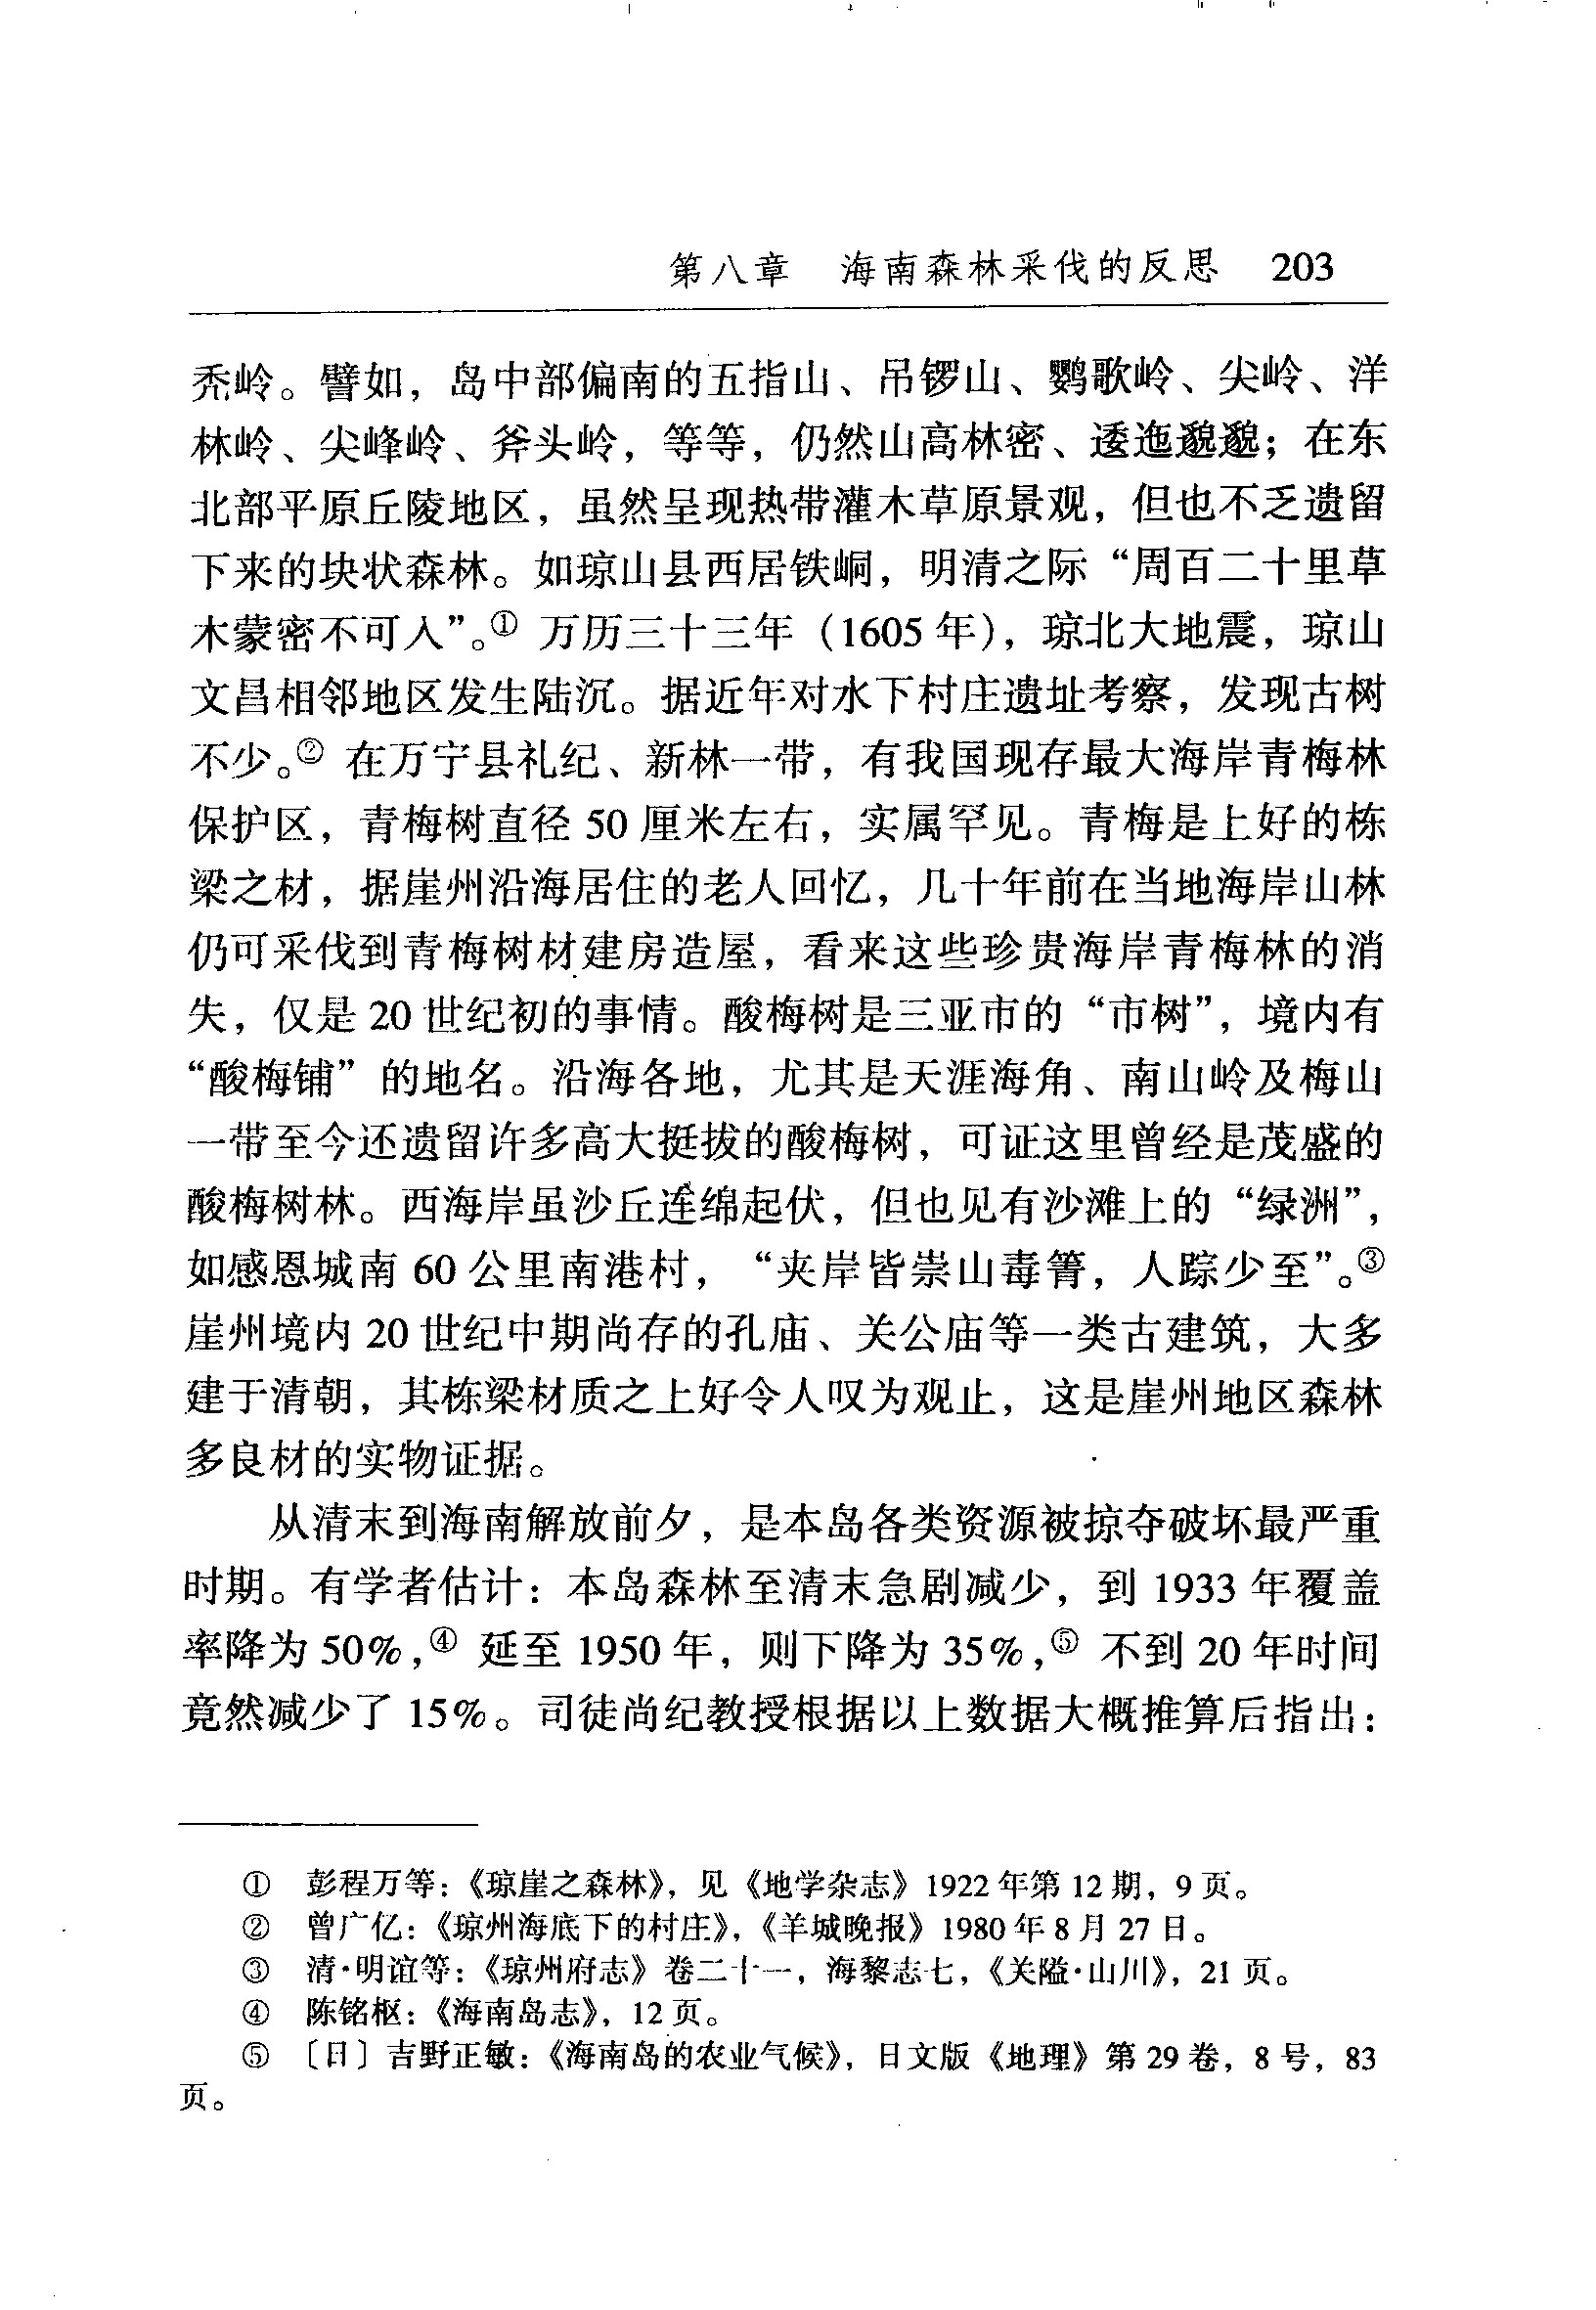 第八章　海南森林采伐的反思　203
秃岭。譬如，岛中部偏南的五指山、吊锣山、鹦歌岭、尖岭、洋
林岭、尖峰岭、斧头岭，等等，仍然山高林密、逶迤邈邈；在东
北部平原丘陵地区，虽然呈现热带灌木草原景观，但也不乏遗留
下来的块状森林。如琼山县西居铁峒，明清之际“周百二十里草
木蒙密不可入”。① 万历三十三年（1605 年），琼北大地震，琼山
文昌相邻地区发生陆沉。据近年对水下村庄遗址考察，发现古树
不少。② 在万宁县礼纪、新林一带，有我国现存最大海岸青梅林
保护区，青梅树直径 50 厘米左右，实属罕见。青梅是上好的栋
梁之材，据崖州沿海居住的老人回忆，几十年前在当地海岸山林
仍可采伐到青梅树材建房造屋，看来这些珍贵海岸青梅林的消
失，仅是 20 世纪初的事情。酸梅树是三亚市的“市树”，境内有
“酸梅铺”的地名。沿海各地，尤其是天涯海角、南山岭及梅山
一带至今还遗留许多高大挺拔的酸梅树，可证这里曾经是茂盛的
酸梅树林。西海岸虽沙丘连绵起伏，但也见有沙滩上的“绿洲”，
如感恩城南 60 公里南港村，“夹岸皆崇山毒箐，人踪少至”。③
崖州境内 20 世纪中期尚存的孔庙、关公庙等一类古建筑，大多
建于清朝，其栋梁材质之上好令人叹为观止，这是崖州地区森林
多良材的实物证据。
从清末到海南解放前夕，是本岛各类资源被掠夺破坏最严重
时期。有学者估计：本岛森林至清末急剧减少，到 1933 年覆盖
率降为 50%，④ 延至 1950 年，则下降为 35%，⑤ 不到 20 年时间
竟然减少了 15%。司徒尚纪教授根据以上数据大概推算后指出：
①　彭程万等：《琼崖之森林》，见《地学杂志》1922 年第 12 期，9 页。
②　曾广亿：《琼州海底下的村庄》，《羊城晚报》1980 年 8 月 27 日。
③　清·明谊等：《琼州府志》卷二十一，海黎志七，《关隘·山川》，21 页。
④　陈铭枢：《海南岛志》，12 页。
⑤　〔日〕吉野正敏：《海南岛的农业气候》，日文版《地理》第 29 卷，8 号，83
页。